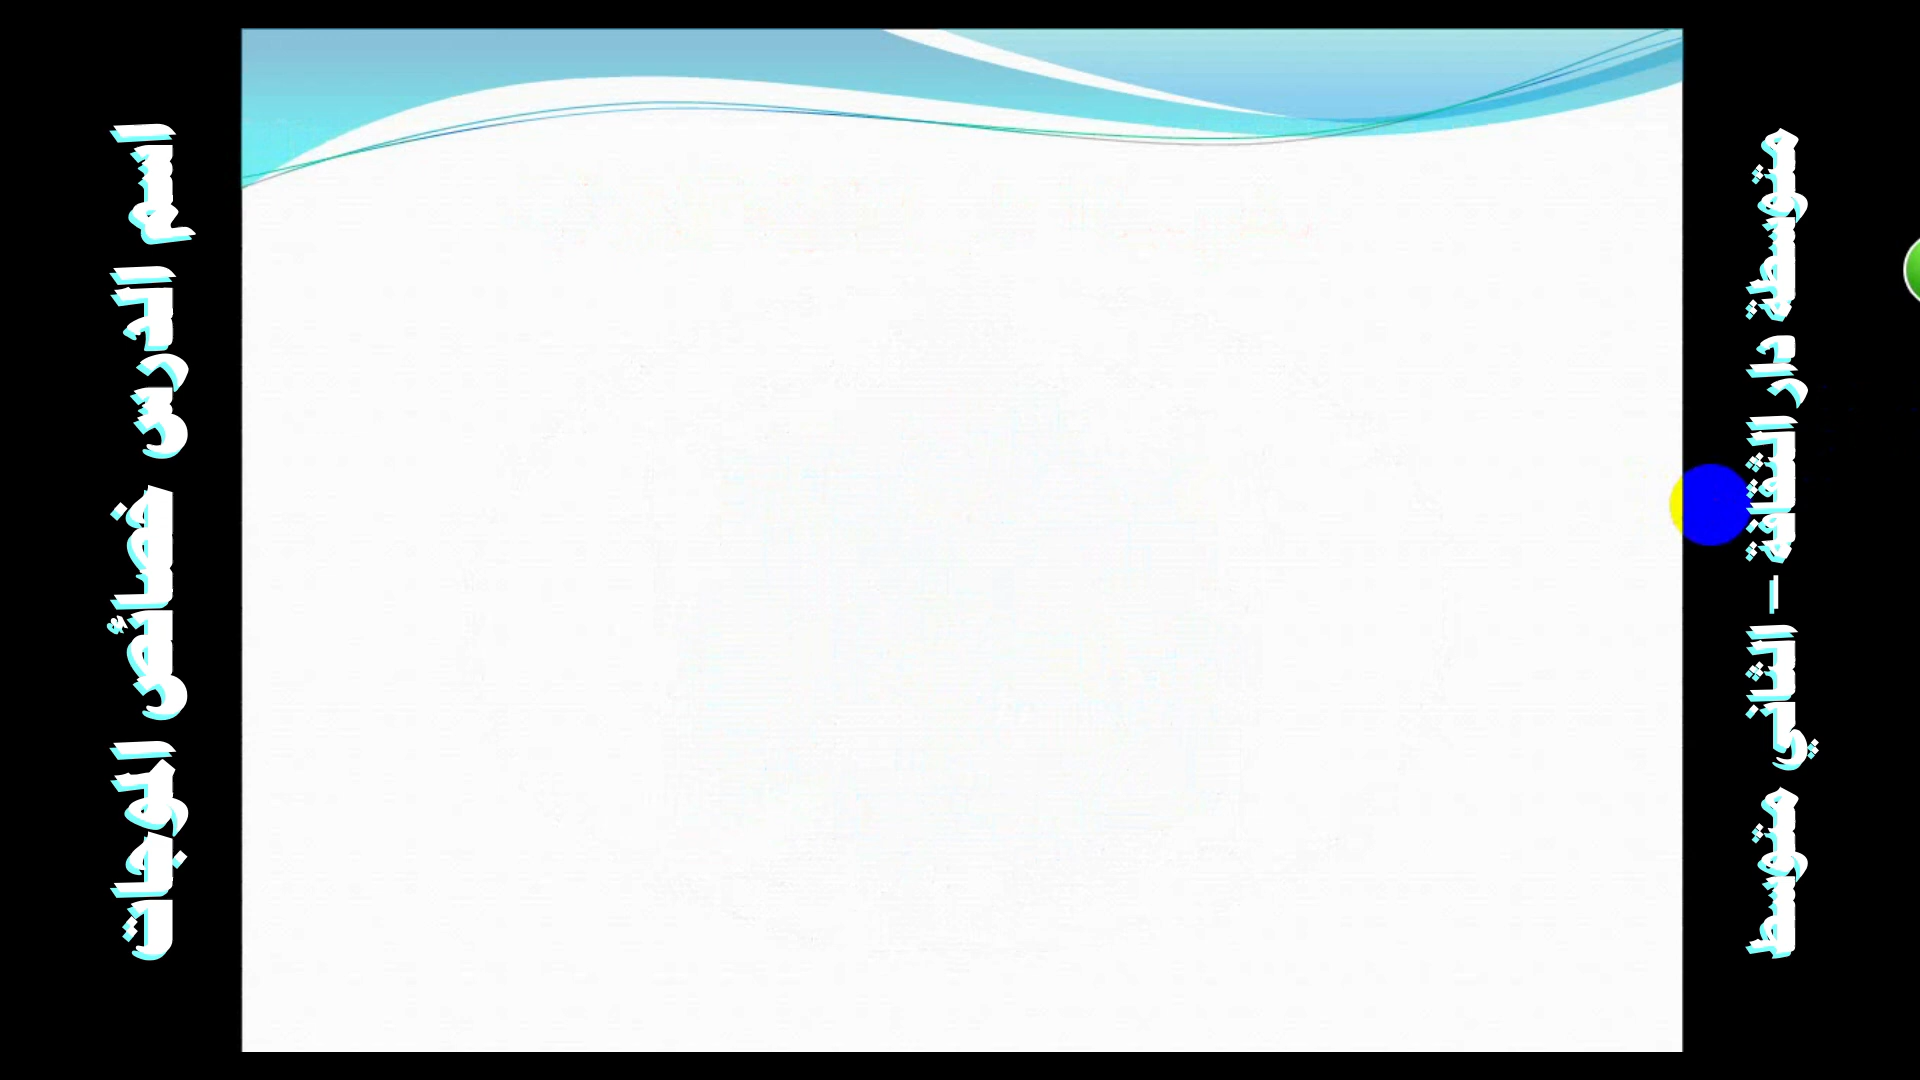 متوسطة دار الثقافة – الثاني متوسط
اسم الدرس خصائص الموجات